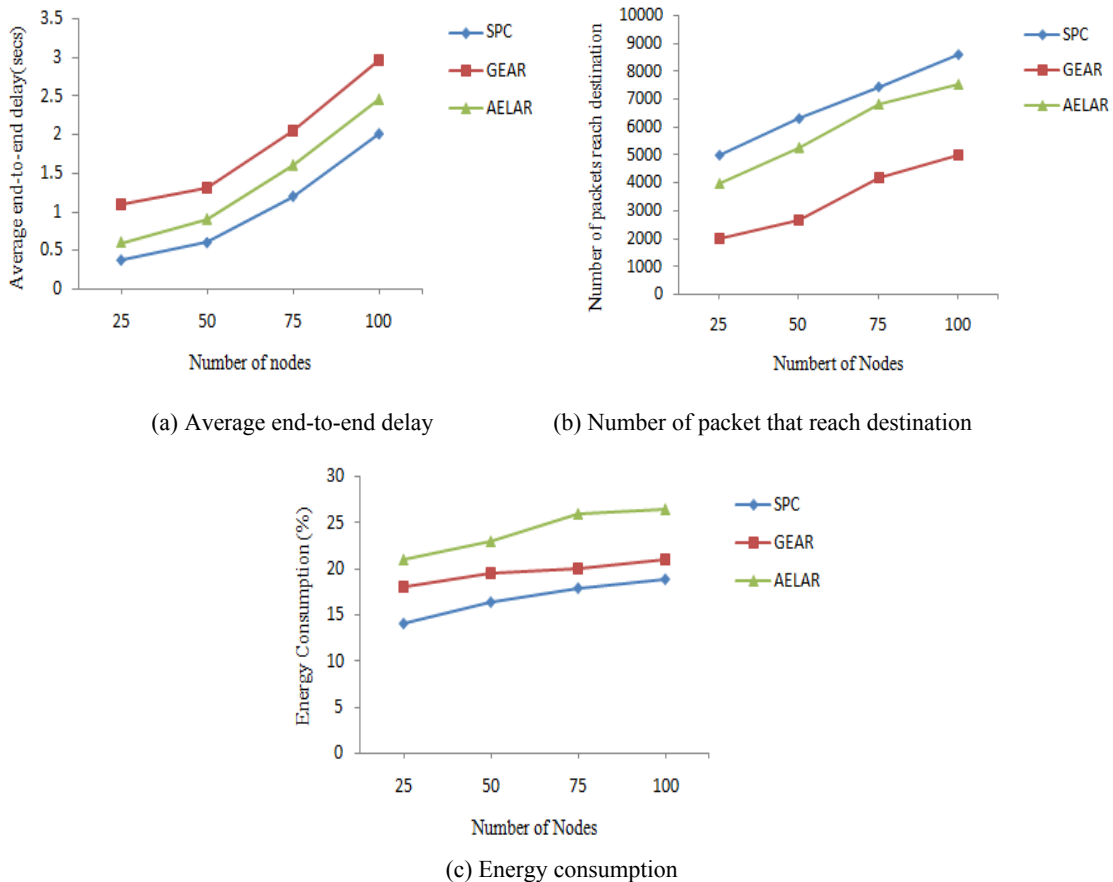 Average end-to-end delay(secs)
3.5
3
2.5
2
1.5
1
0.5
0
25 50 75 100
Number of nodes
SPC
GEAR
AELAR
(a) Average end-to-end delay
Number of packets reach destination
10000
9000
8000
7000
6000
5000
4000
3000
2000
1000
0
25 50 75 100
Numbert of Nodes
SPC
GEAR
AELAR
(b) Number of packet that reach destination
Energy Consumption (%)
30
25
20
15
10
5
0
25 50 75 100
Number of Nodes
SPC
GEAR
AELAR
(c) Energy consumption